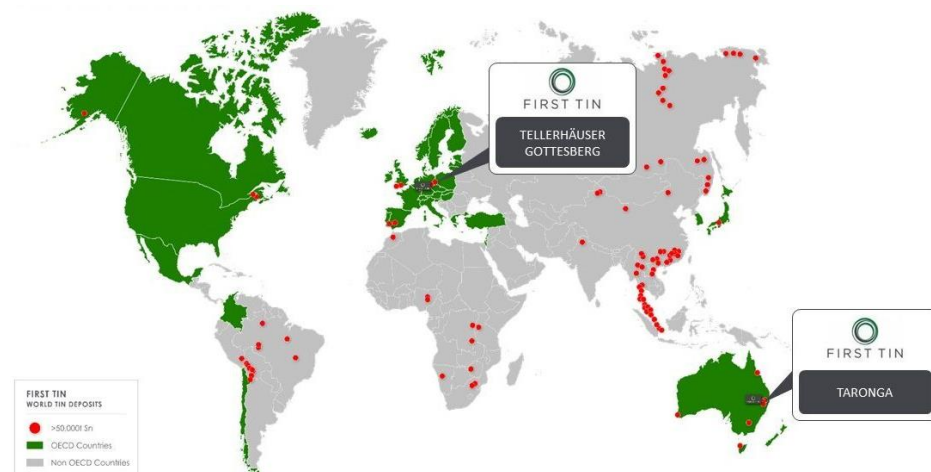 FIRST TIN
TELLERHÄUSER
GOTTESBERG
FIRST TIN
TARONGA
FIRST TIN
WORLD TIN DEPOSITS
>50,000t Sn
OECD Countries
Non OECD Countries